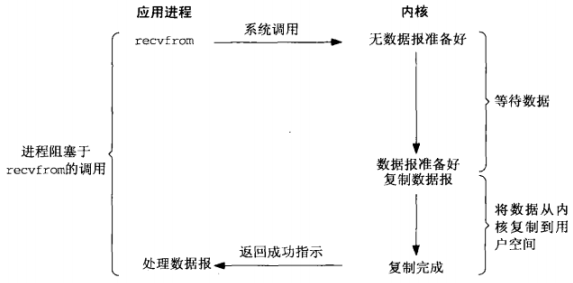 应用进程
内核
recvfrom
系统调用
无数据报准备好
等待数据
进程阻塞于
recvfrom的调用
数据报准备好
复制数据报
将数据从内
核复制到用
户空间
处理数据报
返回成功指示
复制完成